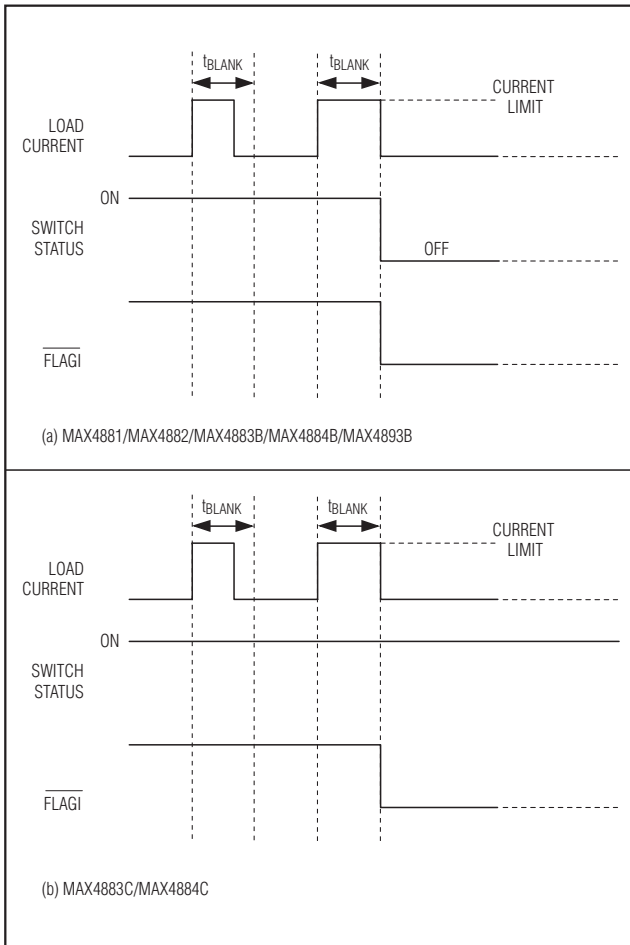 tBLANK tBLANK
CURRENT
LIMIT
LOAD
CURRENT
ON
SWITCH
STATUS
OFF
FLAGI
(a) MAX4881/MAX4882/MAX4883B/MAX4884B/MAX4893B
tBLANK tBLANK
CURRENT
LIMIT
LOAD
CURRENT
ON
SWITCH
STATUS
FLAGI
(b) MAX4883C/MAX4884C